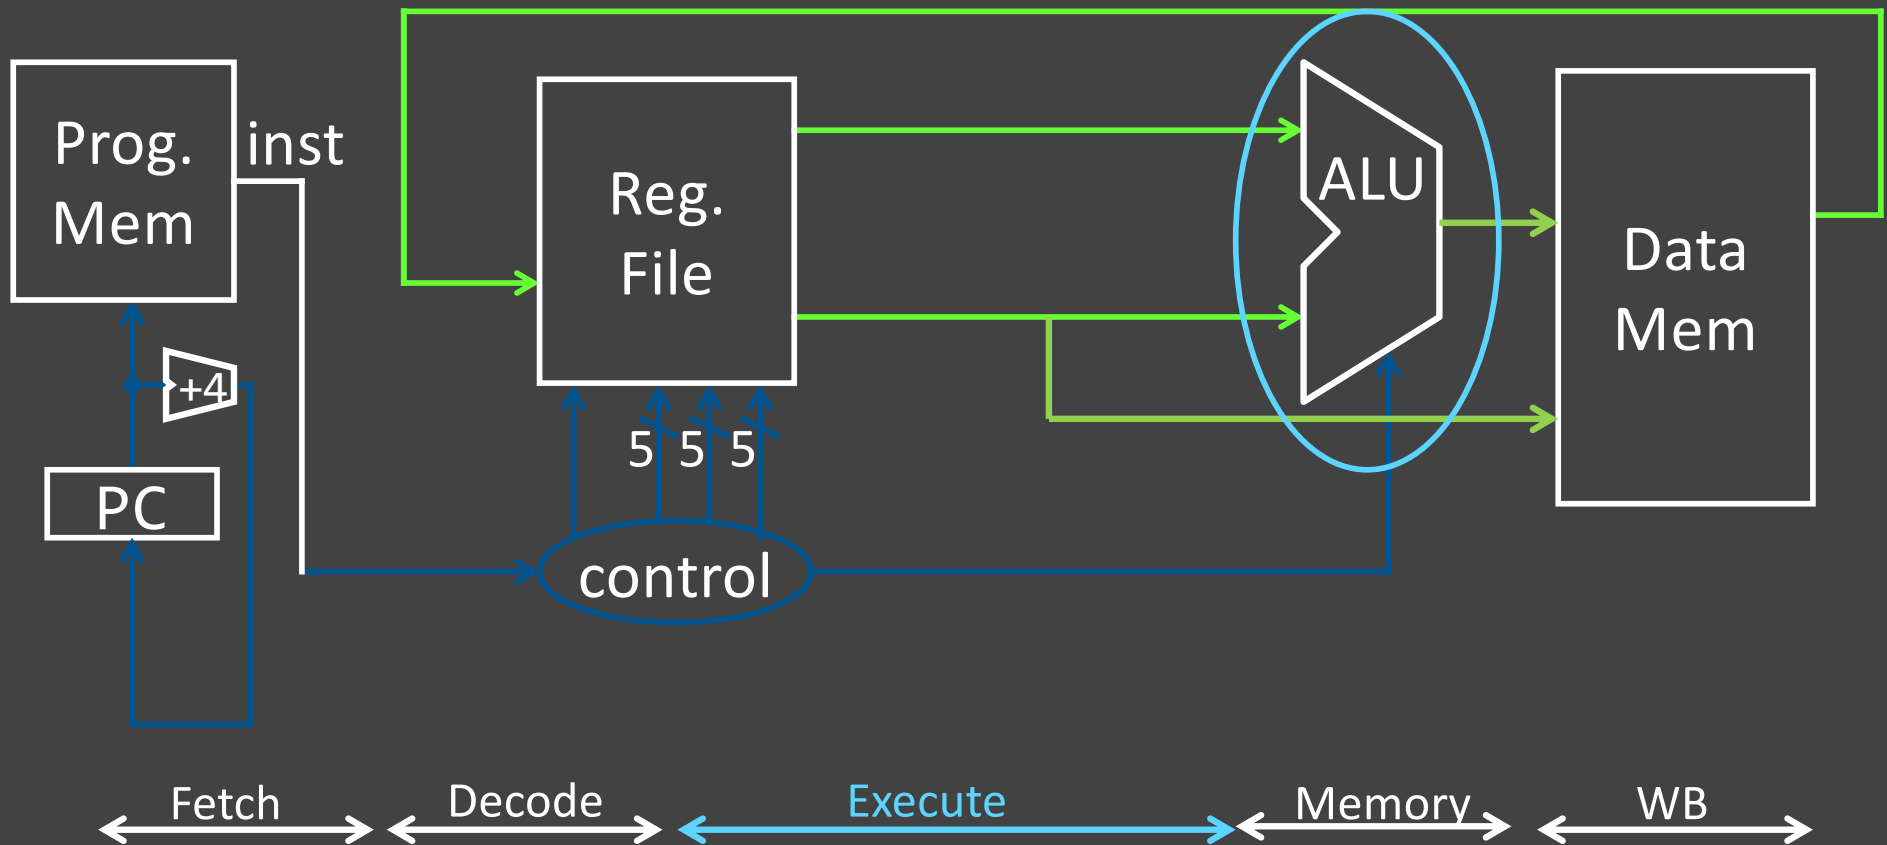 Prog.
Mem
inst
Reg.
File
ALU
Data
Mem
+4
PC
5 5 5
control
Fetch
Decode
Execute
Memory
WB